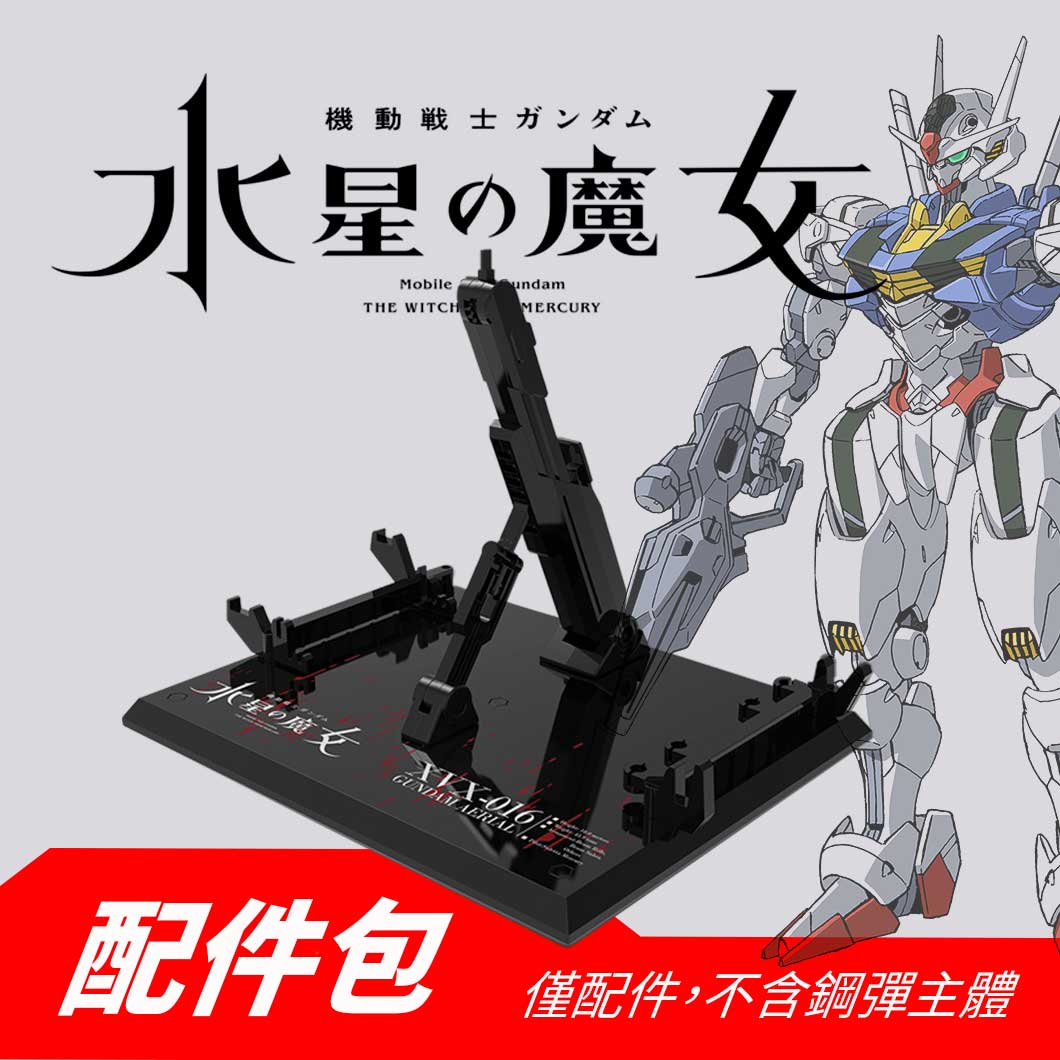 機動戦士ガンダム
水星の魔女
Mobile Gundam
THE WITCH MERCURY
水星の魔女
XVX-016
GUNDAM AERIAL
配件包
僅配件，不含鋼彈主體